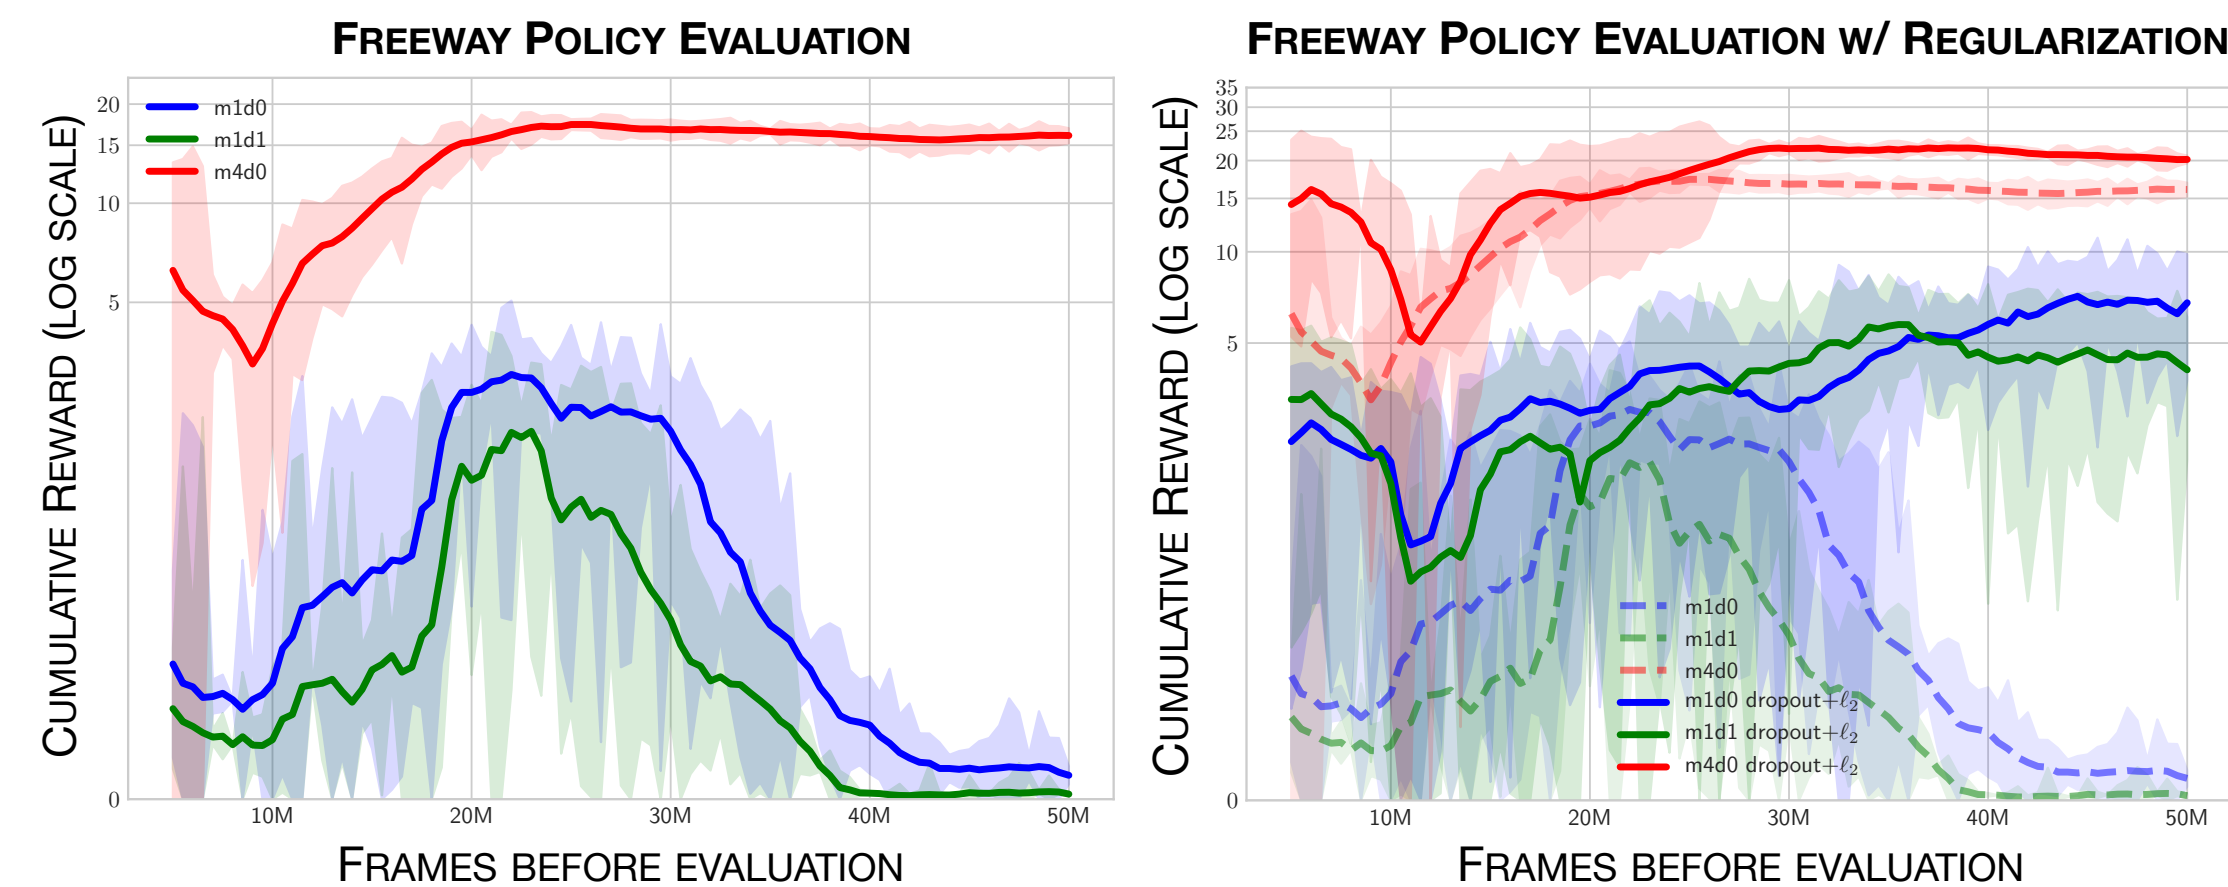 FREEWAY POLICY EVALUATION
CUMULATIVE REWARD (LOG SCALE)
20
15
10
5
0
m1d0
m1d1
m4d0
10M 20M 30M 40M 50M
FRAMES BEFORE EVALUATION
FREEWAY POLICY EVALUATION W/ REGULARIZATION
CUMULATIVE REWARD (LOG SCALE)
35
30
25
20
15
10
5
0
m1d0
m1d1
m4d0
m1d0 dropout+ℓ₂
m1d1 dropout+ℓ₂
m4d0 dropout+ℓ₂
10M 20M 30M 40M 50M
FRAMES BEFORE EVALUATION